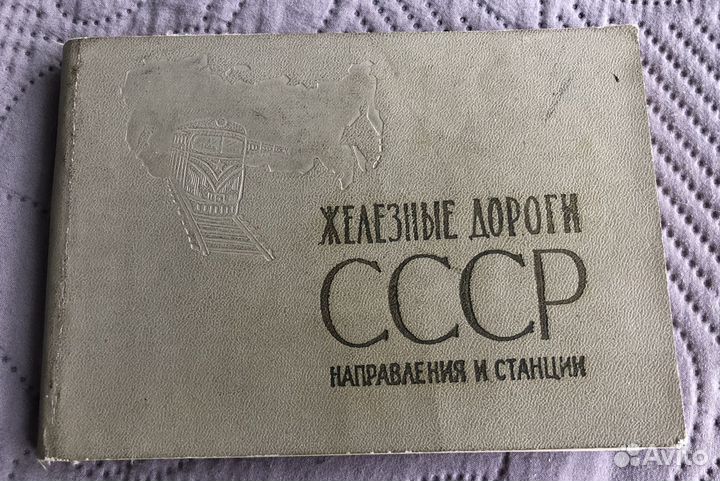 ЖЕЛЕЗНЫЕ ДОРОГИ
СССР
НАПРАВЛЕНИЯ И СТАНЦИИ
Avito